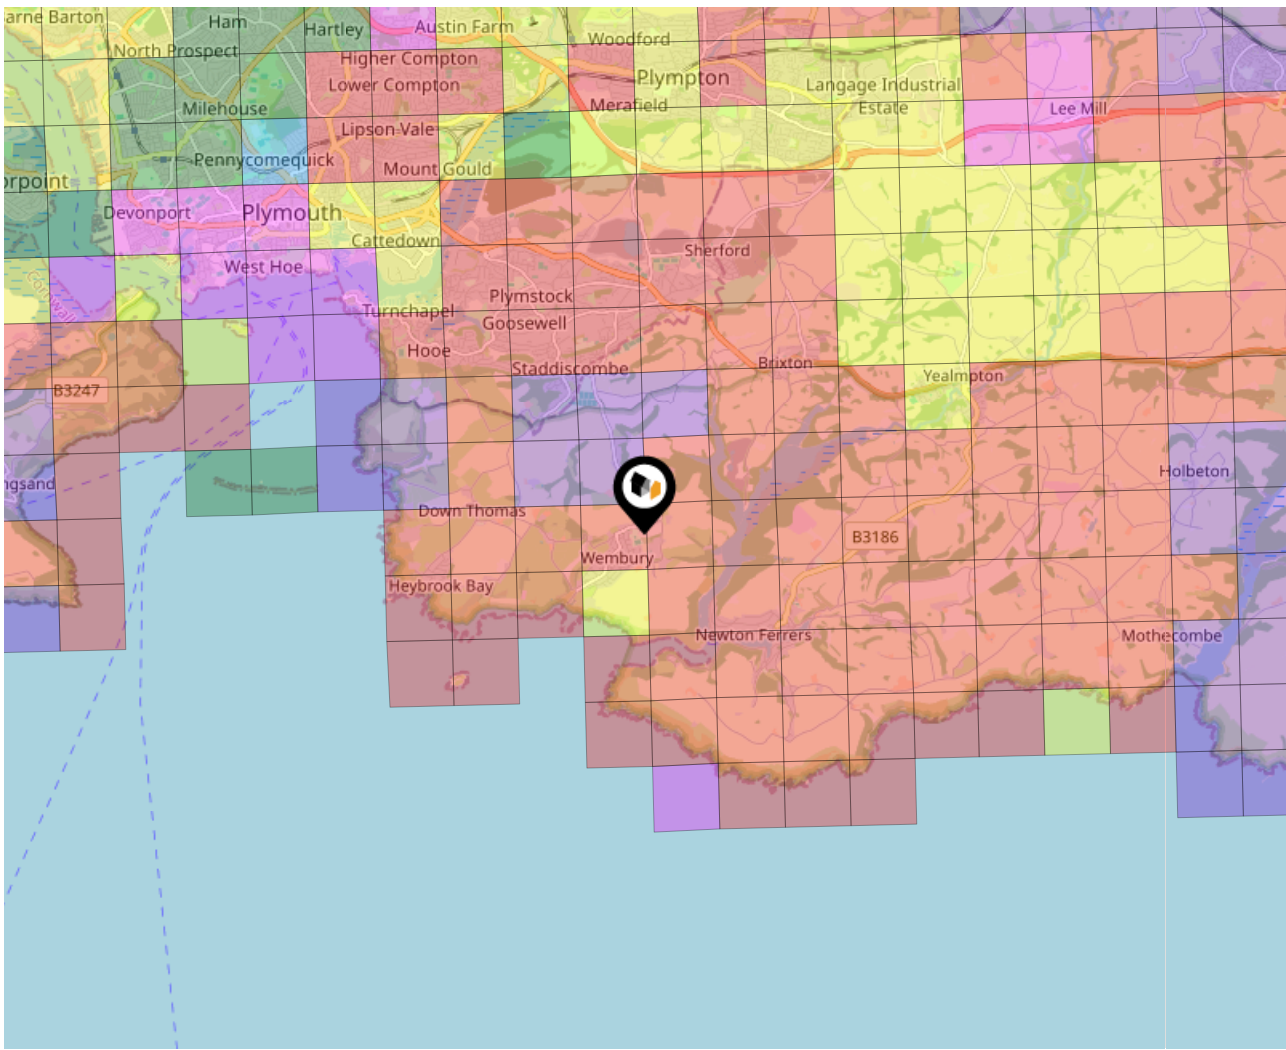 arne Barton
Ham
Hartley
Austin Farm
Woodford
North Prospect
Higher Compton
Lower Compton
Plympton
Langage Industrial
Estate
Milehouse
Merafield
Lee Mill
Lipson Vale
Pennycomequick
Mount Gould
orpoint
Devonport
Plymouth
Cattedown
Sherford
West Hoe
Cornwall
Turnchapel
Plymstock
Goosewell
Hooe
Staddiscombe
Brixton
Yealmpton
B3247
Holbeton
ngsand
Down Thomas
B3186
Wembury
Heybrook Bay
Newton Ferrers
Mothecombe